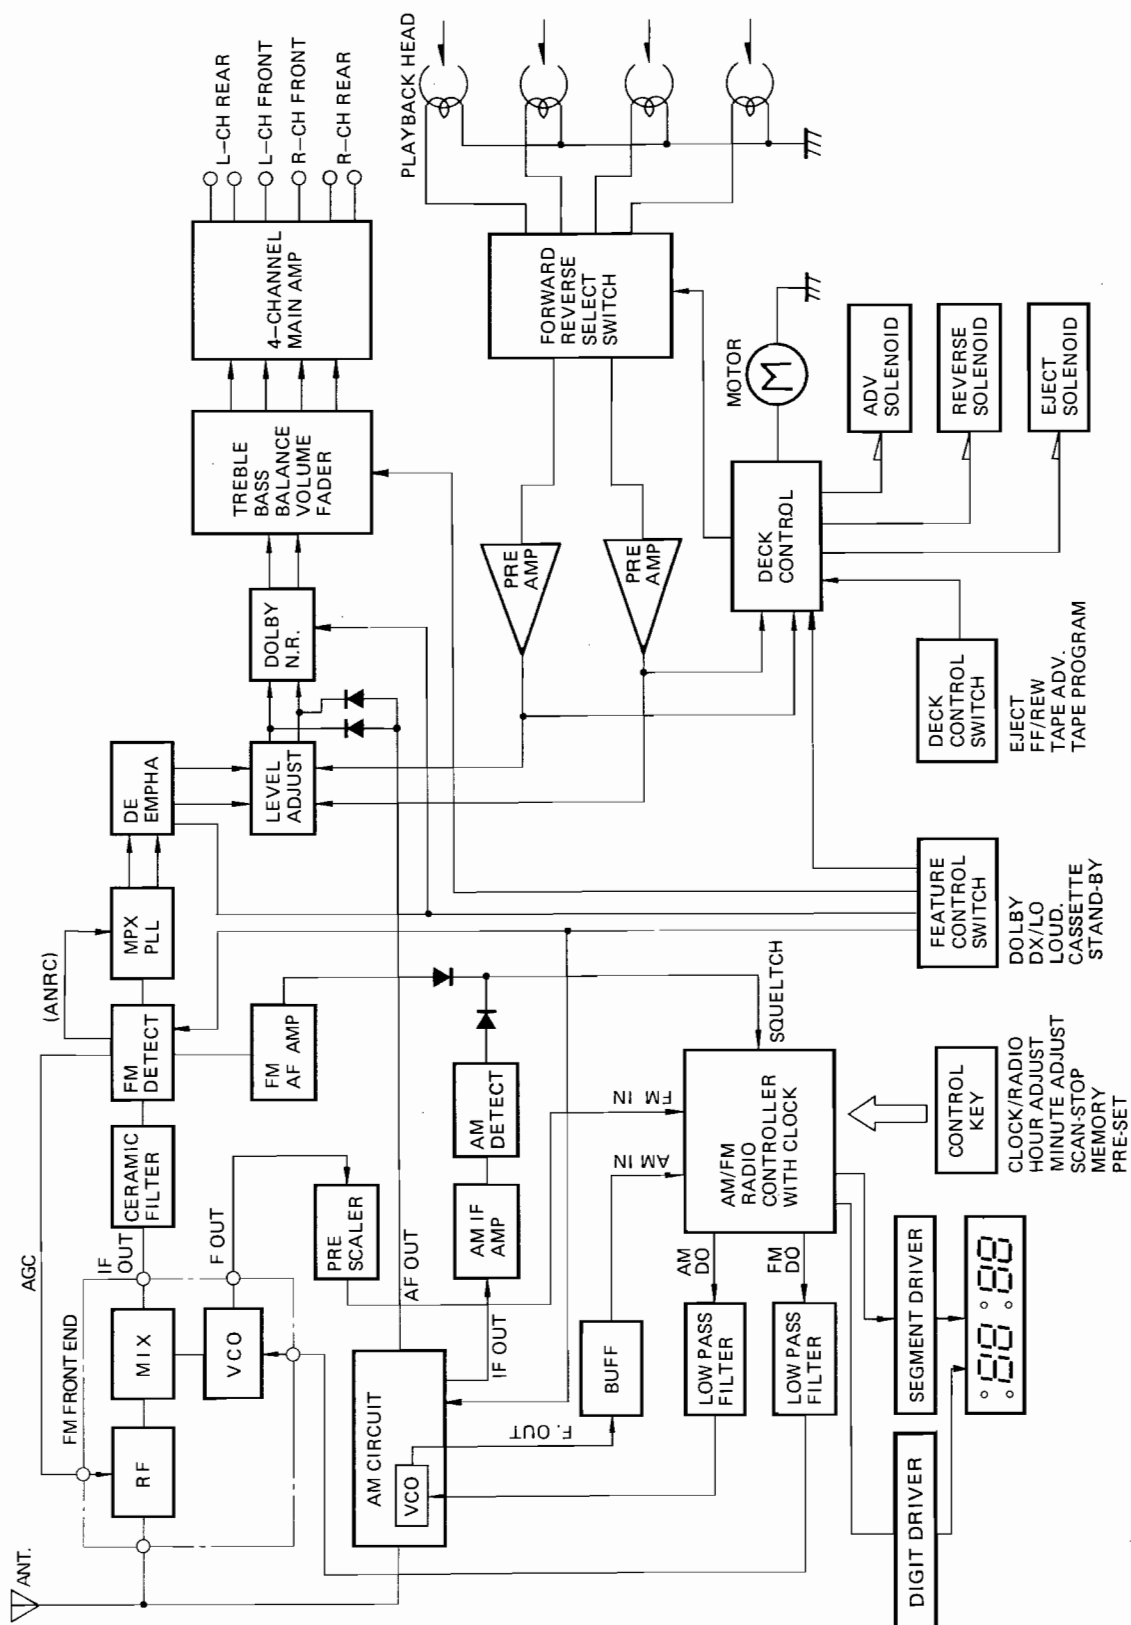 ANT.
FM FRONT END
AGC
RF
MIX
VCO
IF
OUT
F OUT
CERAMIC
FILTER
FM
DETECT
(ANRC)
MPX
PLL
DE
EMPHA
FM
AF AMP
PRE
SCALER
LEVEL
ADJUST
DOLBY
N.R.
TREBLE
BASS
BALANCE
VOLUME
FADER
4-CHANNEL
MAIN AMP
L-CH REAR
L-CH FRONT
R-CH FRONT
R-CH REAR
AM CIRCUIT
VCO
AF OUT
IF OUT
F. OUT
AM IF
AMP
AM
DETECT
BUFF
AM IN
FM IN
SQUELTCH
LOW PASS
FILTER
LOW PASS
FILTER
AM
DO
FM
DO
AM/FM
RADIO
CONTROLLER
WITH CLOCK
PRE
AMP
PRE
AMP
FORWARD
REVERSE
SELECT
SWITCH
PLAYBACK HEAD
DECK
CONTROL
MOTOR
M
ADV
SOLENOID
REVERSE
SOLENOID
EJECT
SOLENOID
DIGIT DRIVER
SEGMENT DRIVER
88:88
CONTROL
KEY
CLOCK/RADIO
HOUR ADJUST
MINUTE ADJUST
SCAN-STOP
MEMORY
PRE-SET
FEATURE
CONTROL
SWITCH
DOLBY
DX/LO
LOUD.
CASSETTE
STAND-BY
DECK
CONTROL
SWITCH
EJECT
FF/REW
TAPE ADV.
TAPE PROGRAM